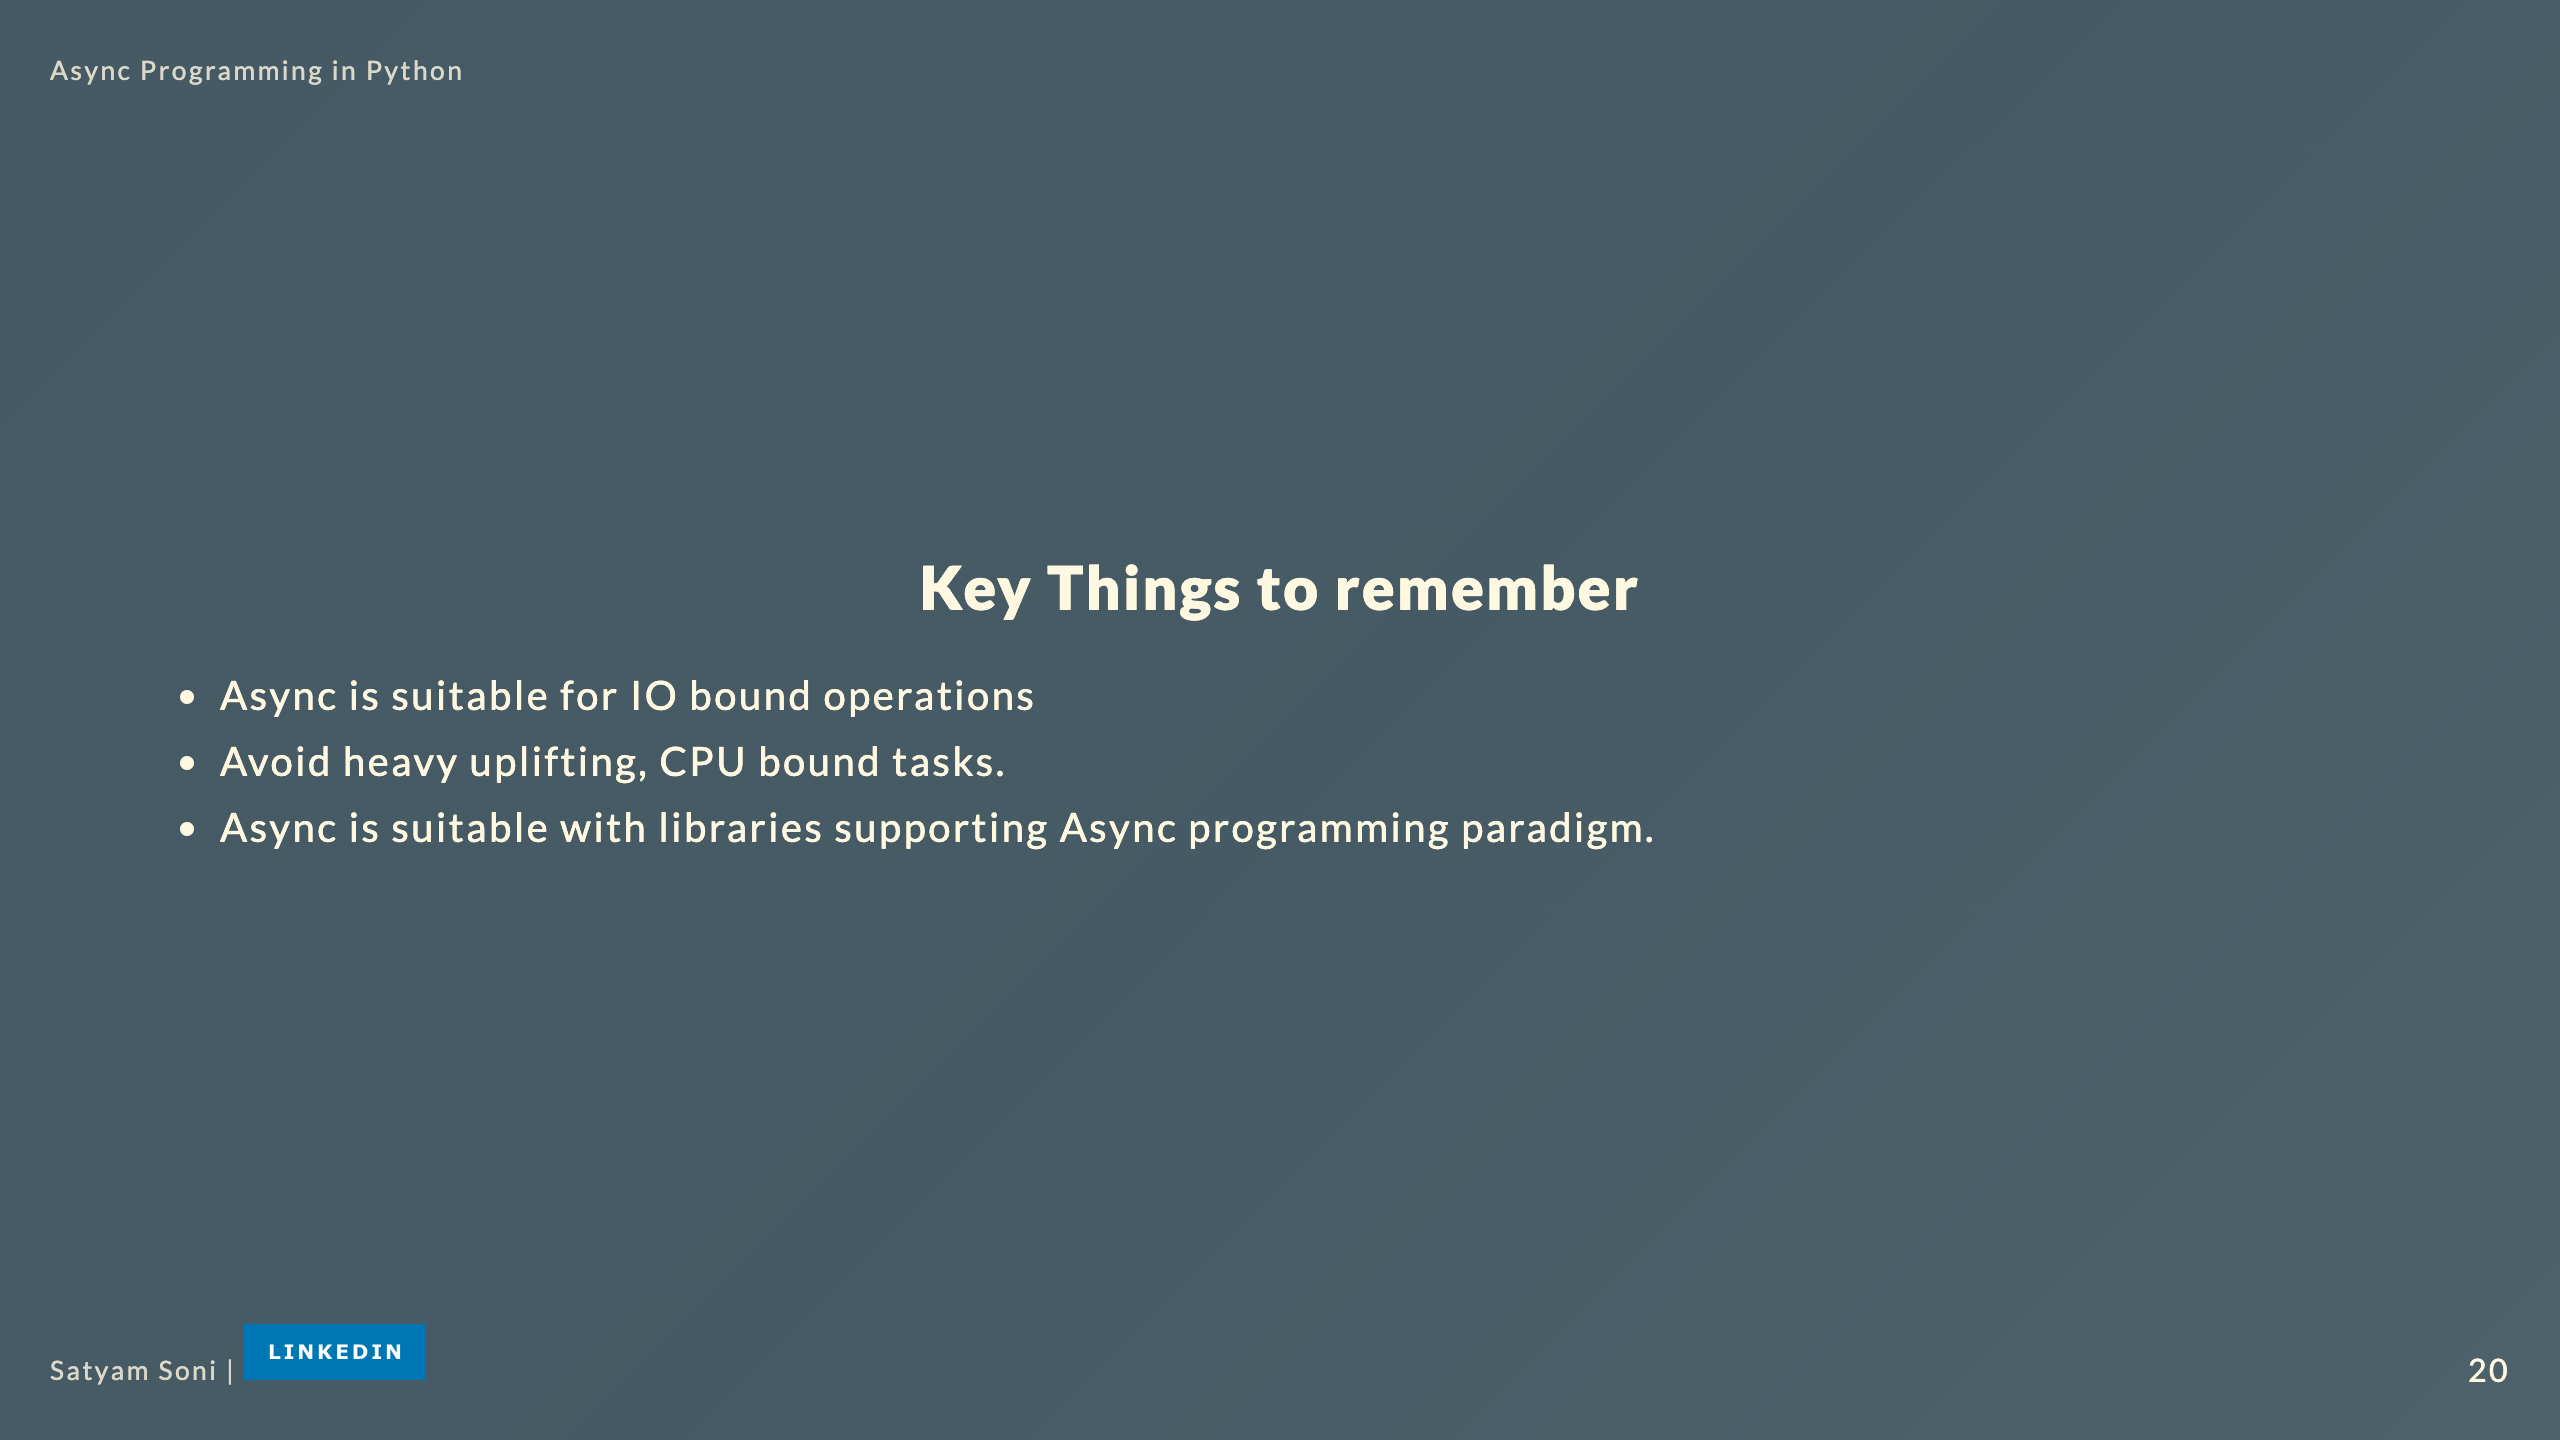 Async Programming in Python
Key Things to remember
• Async is suitable for IO bound operations
• Avoid heavy uplifting, CPU bound tasks.
• Async is suitable with libraries supporting Async programming paradigm.
Satyam Soni | LINKEDIN
20